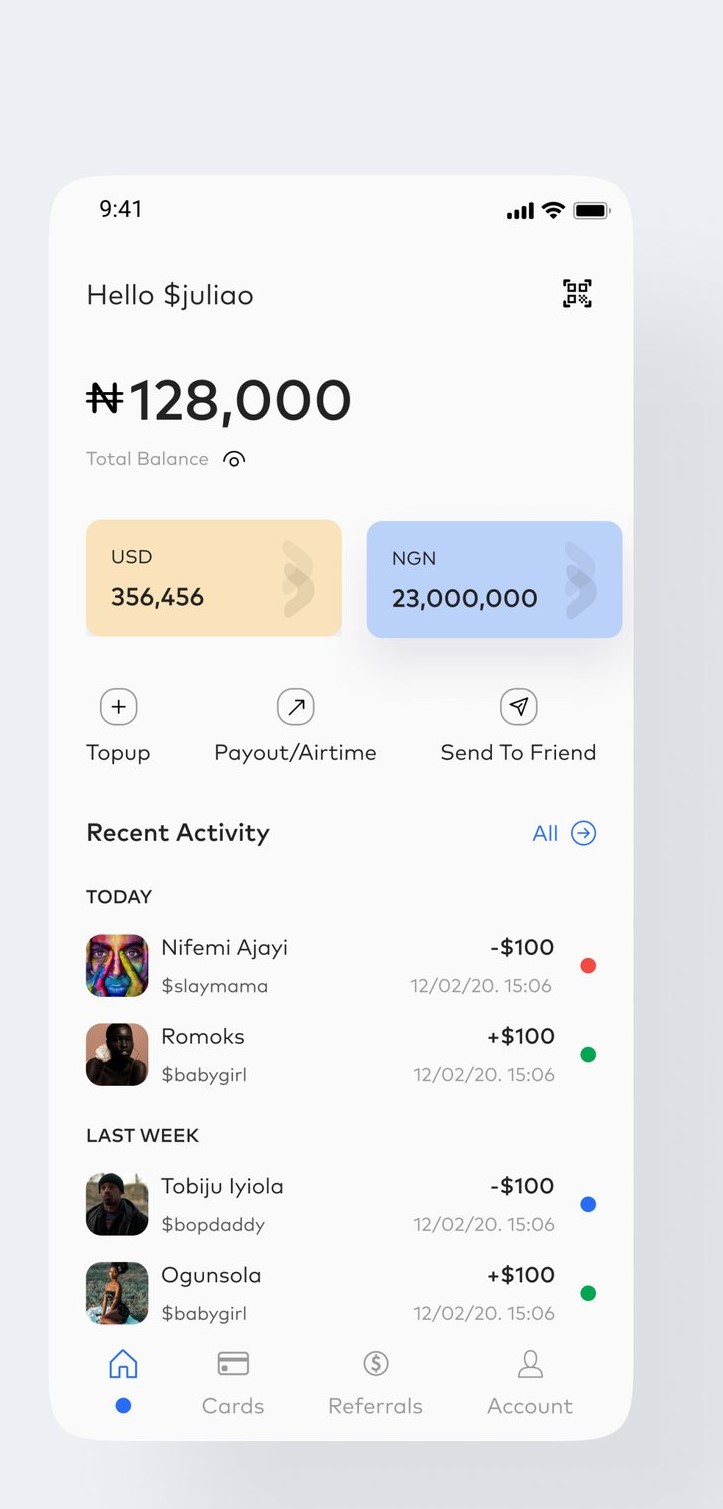 9:41
Hello $juliao
₦128,000
Total Balance
USD
356,456
NGN
23,000,000
Topup
Payout/Airtime
Send To Friend
Recent Activity
All
TODAY
Nifemi Ajayi
-$100
$slaymama
12/02/20. 15:06
Romoks
+$100
$babygirl
12/02/20. 15:06
LAST WEEK
Tobiju Iyiola
-$100
$bopdaddy
12/02/20. 15:06
Ogunsola
+$100
$babygirl
12/02/20. 15:06
Cards
Referrals
Account